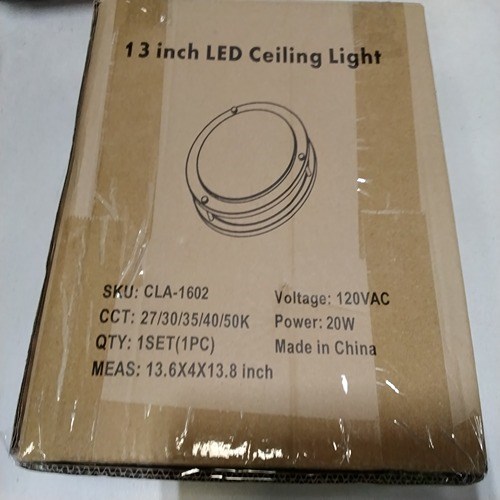 13 inch LED Ceiling Light
SKU: CLA-1602
Voltage: 120VAC
CCT: 27/30/35/40/50K
Power: 20W
QTY: 1SET(1PC)
Made in China
MEAS: 13.6X4X13.8 inch